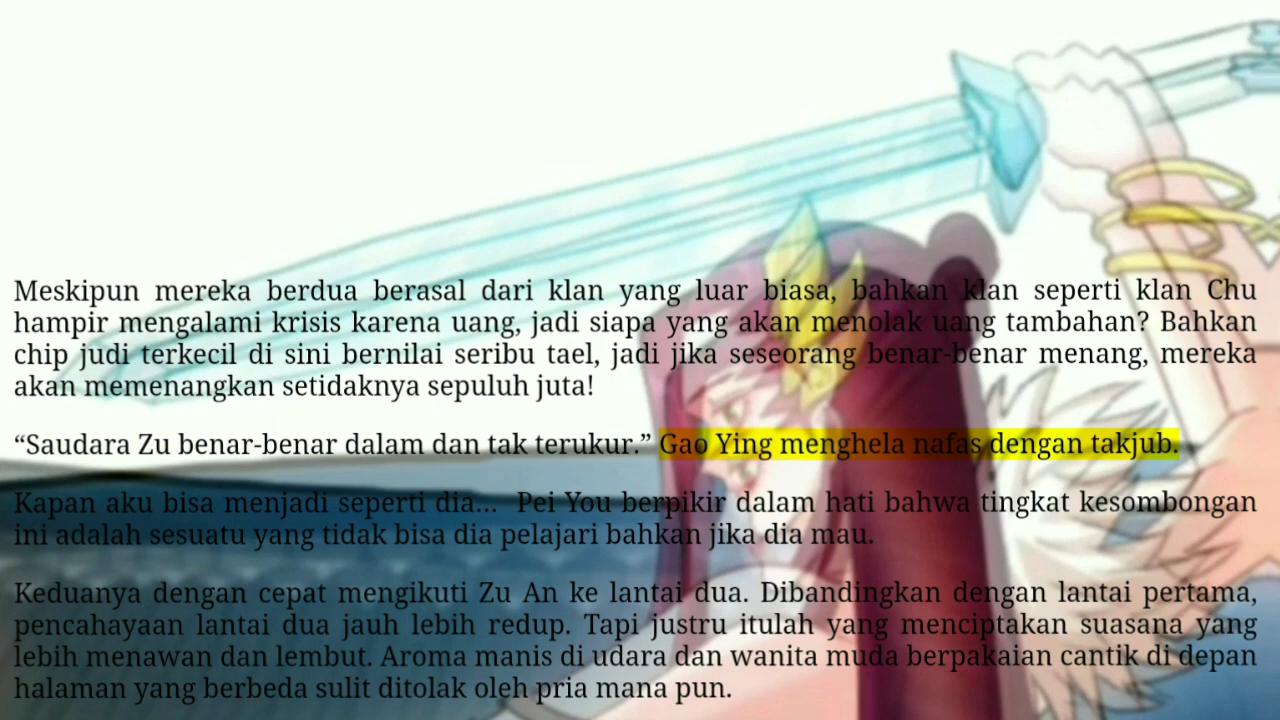 Meskipun mereka berdua berasal dari klan yang luar biasa, bahkan klan seperti klan Chu
hampir mengalami krisis karena uang, jadi siapa yang akan menolak uang tambahan? Bahkan
chip judi terkecil di sini bernilai seribu tael, jadi jika seseorang benar-benar menang, mereka
akan memenangkan setidaknya sepuluh juta!
“Saudara Zu benar-benar dalam dan tak terukur.” Gao Ying menghela nafas dengan takjub.
Kapan aku bisa menjadi seperti dia... Pei You berpikir dalam hati bahwa tingkat kesombongan
ini adalah sesuatu yang tidak bisa dia pelajari bahkan jika dia mau.
Keduanya dengan cepat mengikuti Zu An ke lantai dua. Dibandingkan dengan lantai pertama,
pencahayaan lantai dua jauh lebih redup. Tapi justru itulah yang menciptakan suasana yang
lebih menawan dan lembut. Aroma manis di udara dan wanita muda berpakaian cantik di depan
halaman yang berbeda sulit ditolak oleh pria mana pun.